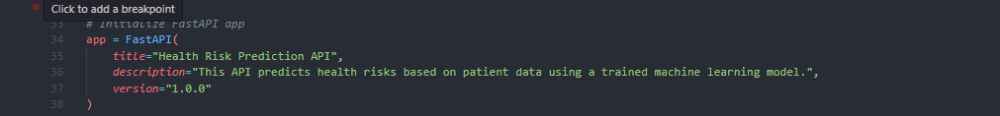 Click to add a breakpoint
33 # Initialize FastAPI app
34 app = FastAPI(
35 title="Health Risk Prediction API",
36 description="This API predicts health risks based on patient data using a trained machine learning model.",
37 version="1.0.0"
38 )